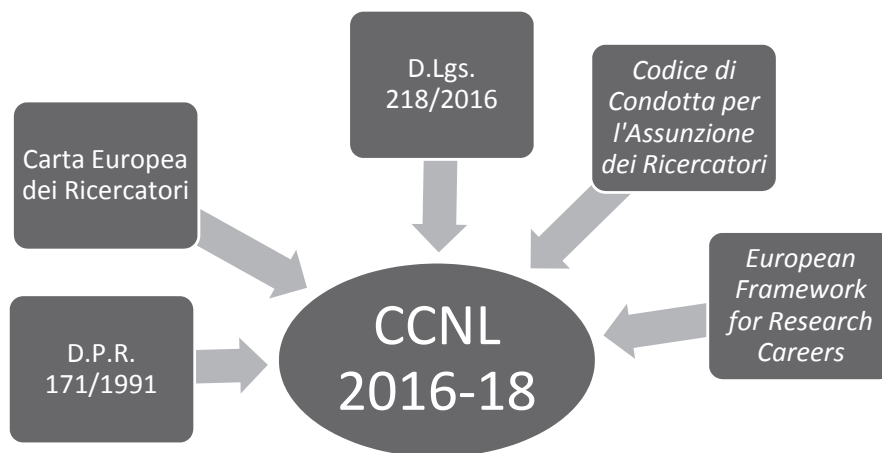 D.Lgs.
218/2016
Codice di
Condotta per
l'Assunzione
dei Ricercatori
Carta Europea
dei Ricercatori
European
Framework
for Research
Careers
D.P.R.
171/1991
CCNL
2016-18